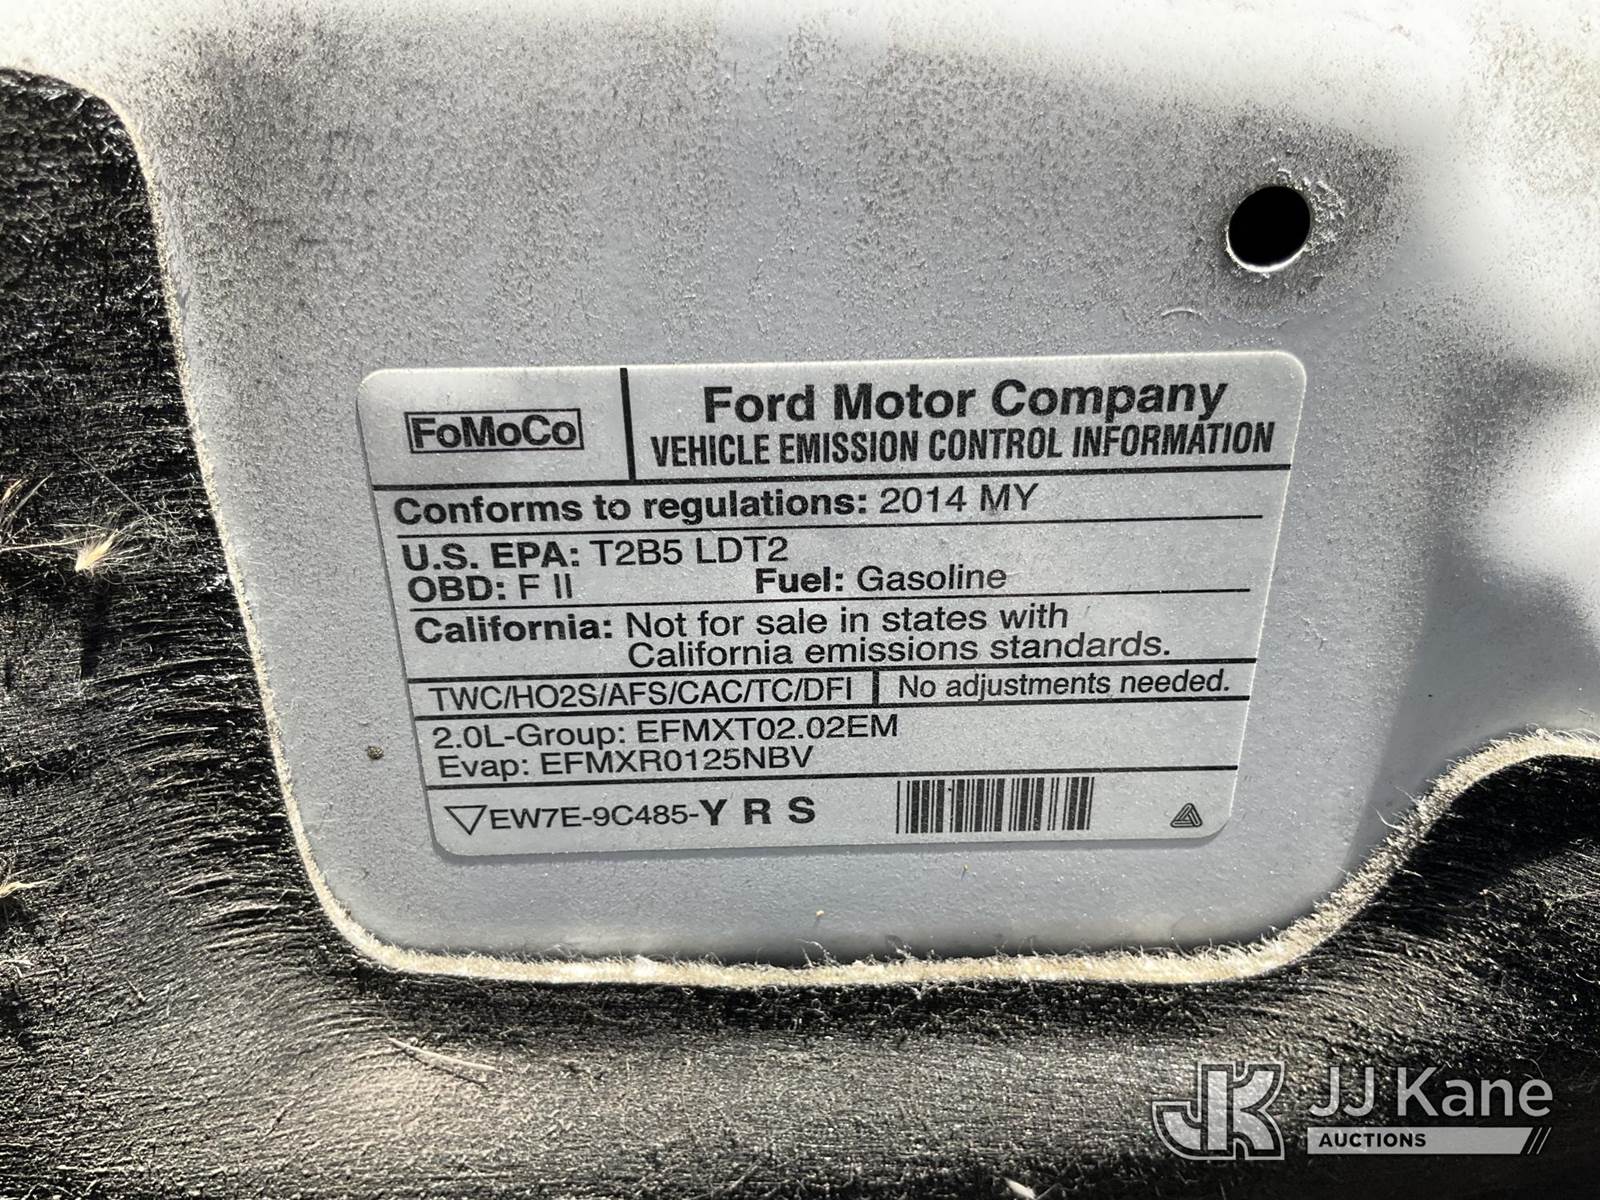 FoMoCo
Ford Motor Company
VEHICLE EMISSION CONTROL INFORMATION
Conforms to regulations: 2014 MY
U.S. EPA: T2B5 LDT2
OBD: F II Fuel: Gasoline
California: Not for sale in states with
California emissions standards.
TWC/HO2S/AFS/CAC/TC/DFI No adjustments needed.
2.0L-Group: EFMXT02.02EM
Evap: EFMXR0125NBV
EW7E-9C485-Y R S
JK JJ Kane
AUCTIONS